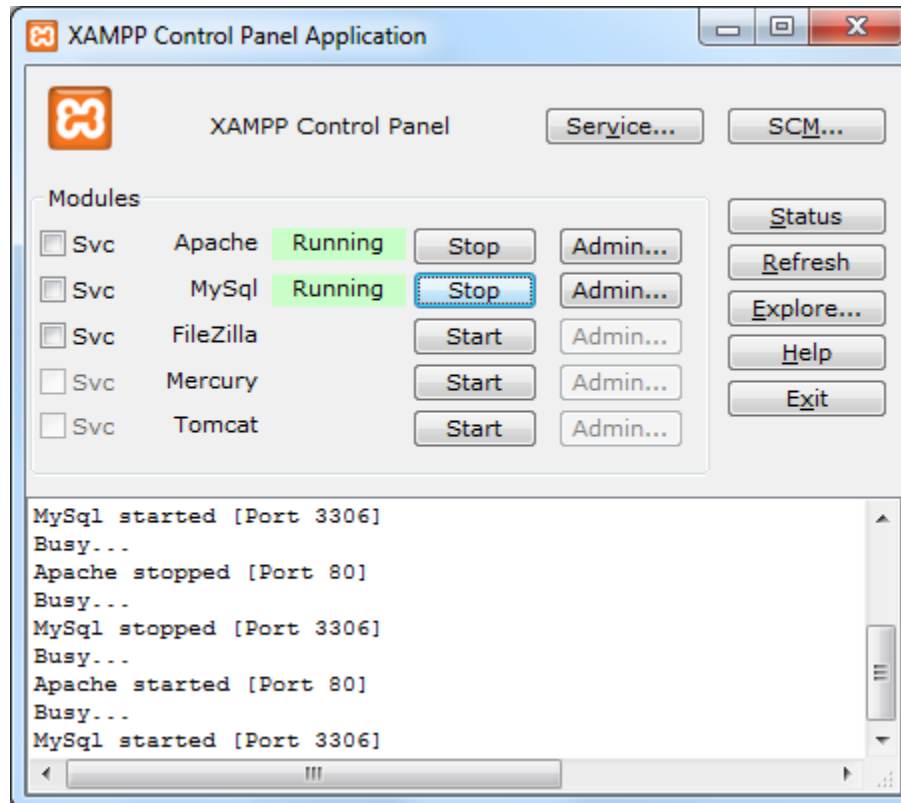 XAMPP Control Panel Application
XAMPP Control Panel Service... SCM...
Modules
Svc Apache Running Stop Admin...
Svc MySql Running Stop Admin...
Svc FileZilla Start Admin...
Svc Mercury Start Admin...
Svc Tomcat Start Admin...
Status
Refresh
Explore...
Help
Exit
MySql started [Port 3306]
Busy...
Apache stopped [Port 80]
Busy...
MySql stopped [Port 3306]
Busy...
Apache started [Port 80]
Busy...
MySql started [Port 3306]